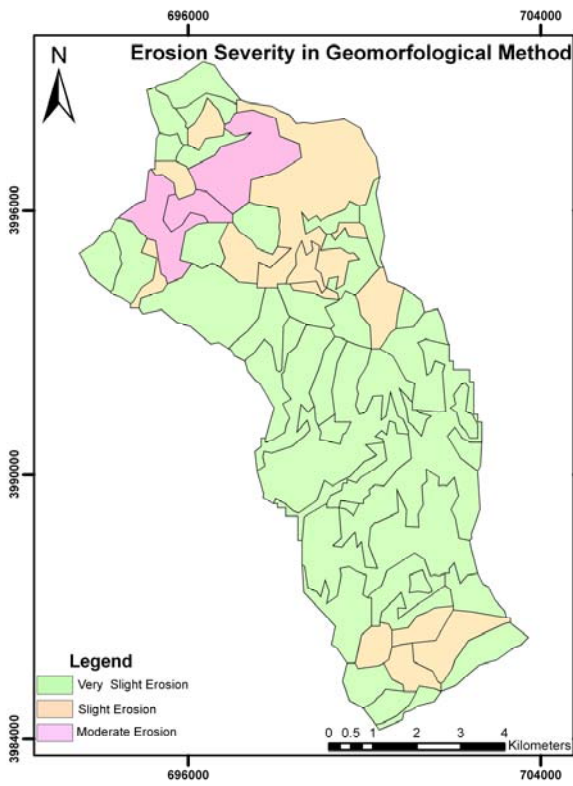 696000 704000
Erosion Severity in Geomorfological Method
N
3996000
3990000
3984000
Legend
Very Slight Erosion
Slight Erosion
Moderate Erosion
0 0.5 1 2 3 4
Kilometers
696000 704000